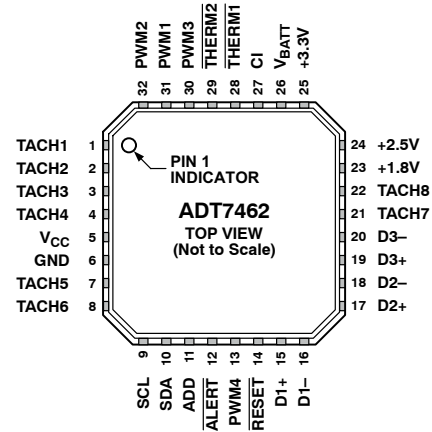 PWM2
PWM1
PWM3
THERM2
THERM1
CI
VBATT
+3.3V
32
31
30
29
28
27
26
25
TACH1 1
TACH2 2
TACH3 3
TACH4 4
VCC 5
GND 6
TACH5 7
TACH6 8
PIN 1
INDICATOR
ADT7462
TOP VIEW
(Not to Scale)
24 +2.5V
23 +1.8V
22 TACH8
21 TACH7
20 D3–
19 D3+
18 D2–
17 D2+
9
10
11
12
13
14
15
16
SCL
SDA
ADD
ALERT
PWM4
RESET
D1+
D1–